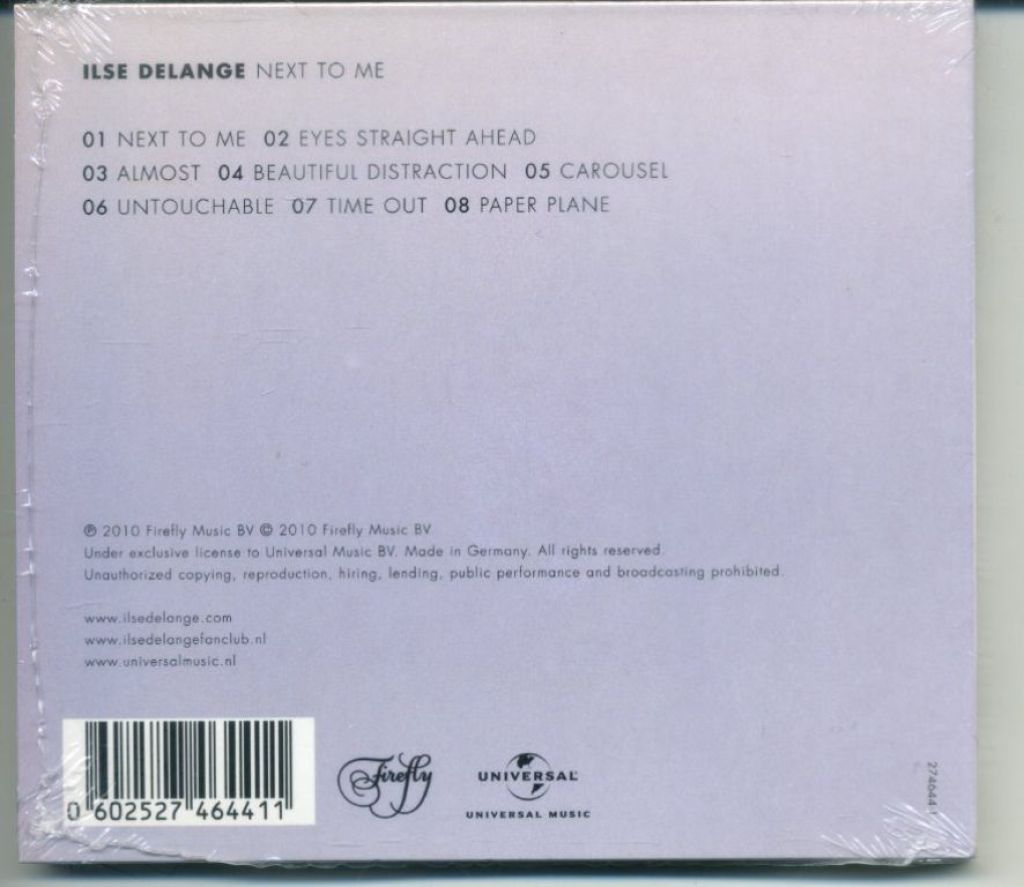 ILSE DELANGE NEXT TO ME
01 NEXT TO ME 02 EYES STRAIGHT AHEAD
03 ALMOST 04 BEAUTIFUL DISTRACTION 05 CAROUSEL
06 UNTOUCHABLE 07 TIME OUT 08 PAPER PLANE
℗ 2010 Firefly Music BV © 2010 Firefly Music BV
Under exclusive license to Universal Music BV. Made in Germany. All rights reserved
Unauthorized copying, reproduction, hiring, lending, public performance and broadcasting prohibited.
www.ilsedelange.com
www.ilsedelangefanclub.nl
www.universalmusic.nl
0 602527 464411
Firefly
UNIVERSAL
UNIVERSAL MUSIC
274644-1